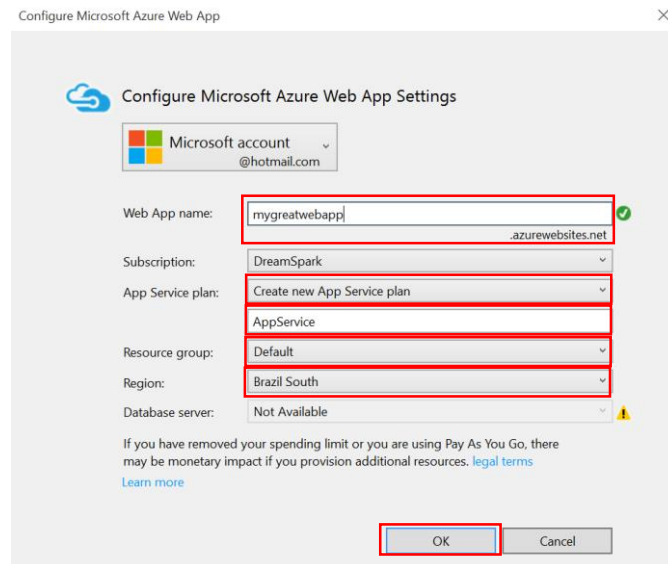 Configure Microsoft Azure Web App
Configure Microsoft Azure Web App Settings
Microsoft account
@hotmail.com
Web App name: mygreatwebapp
.azurewebsites.net
Subscription: DreamSpark
App Service plan: Create new App Service plan
AppService
Resource group: Default
Region: Brazil South
Database server: Not Available
If you have removed your spending limit or you are using Pay As You Go, there
may be monetary impact if you provision additional resources. legal terms
Learn more
OK Cancel